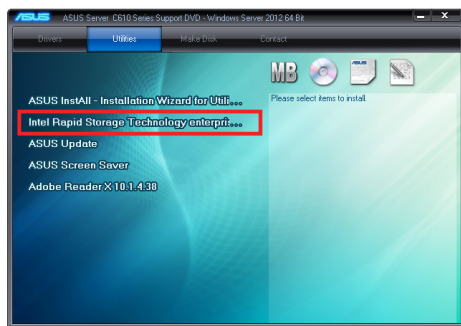 ASUS ASUS Server C610 Series Support DVD - Windows Server 2012 64 Bit
Drivers Utilities Make Disk Contact
MB
ASUS InstAll - Installation Wizard for Utili...
Please select items to install.
Intel Rapid Storage Technology enterpri...
ASUS Update
ASUS Screen Saver
Adobe Reader X 10.1.4.38